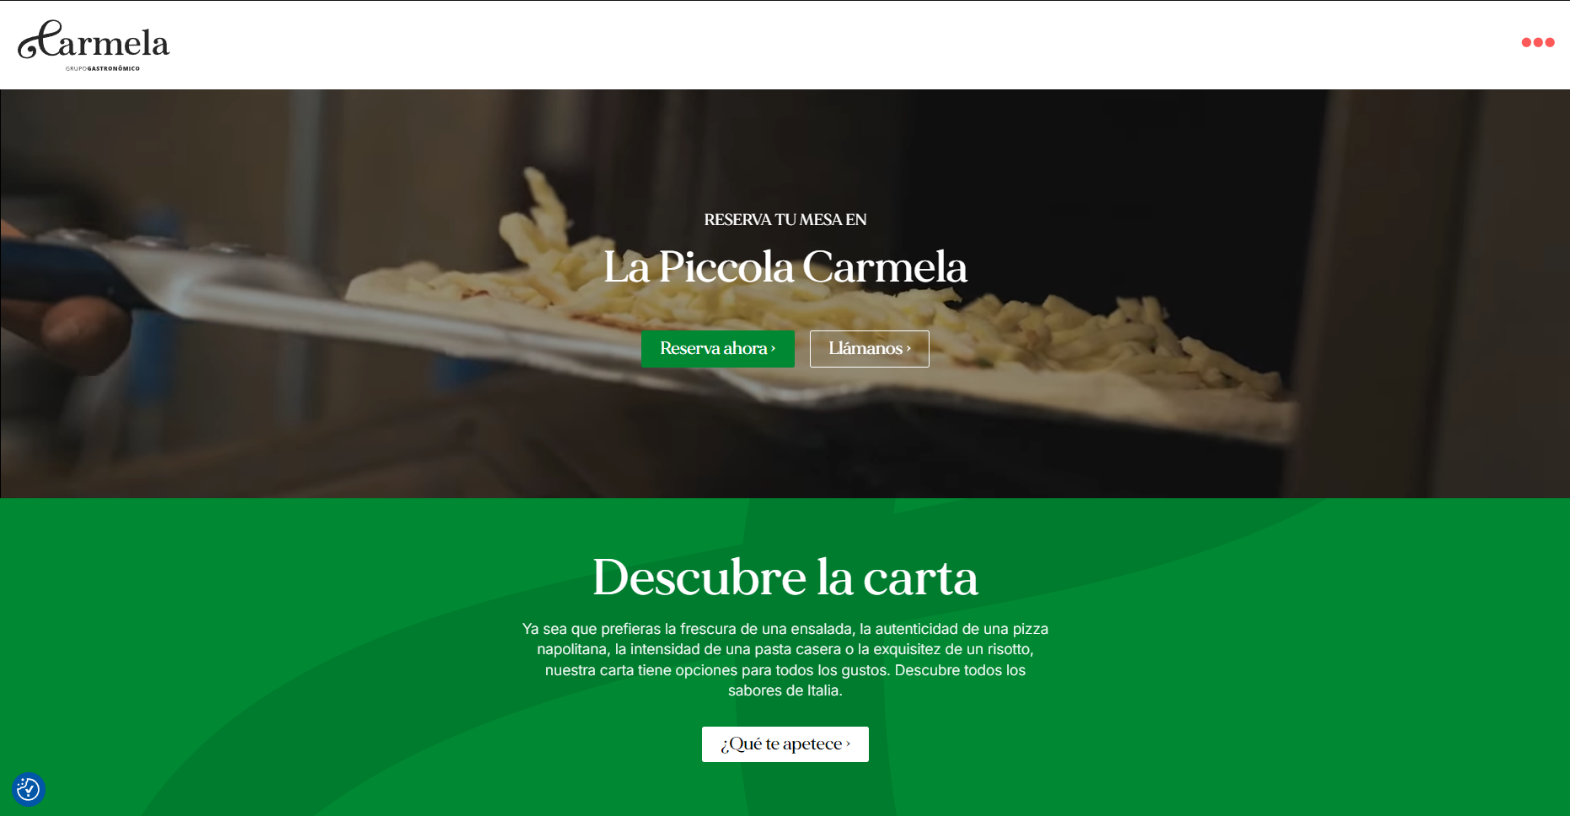 Carmela
GRUPOGASTRONÓMICO
RESERVA TU MESA EN
La Piccola Carmela
Reserva ahora ›
Llámanos ›
Descubre la carta
Ya sea que prefieras la frescura de una ensalada, la autenticidad de una pizza
napolitana, la intensidad de una pasta casera o la exquisitez de un risotto,
nuestra carta tiene opciones para todos los gustos. Descubre todos los
sabores de Italia.
¿Qué te apetece ›